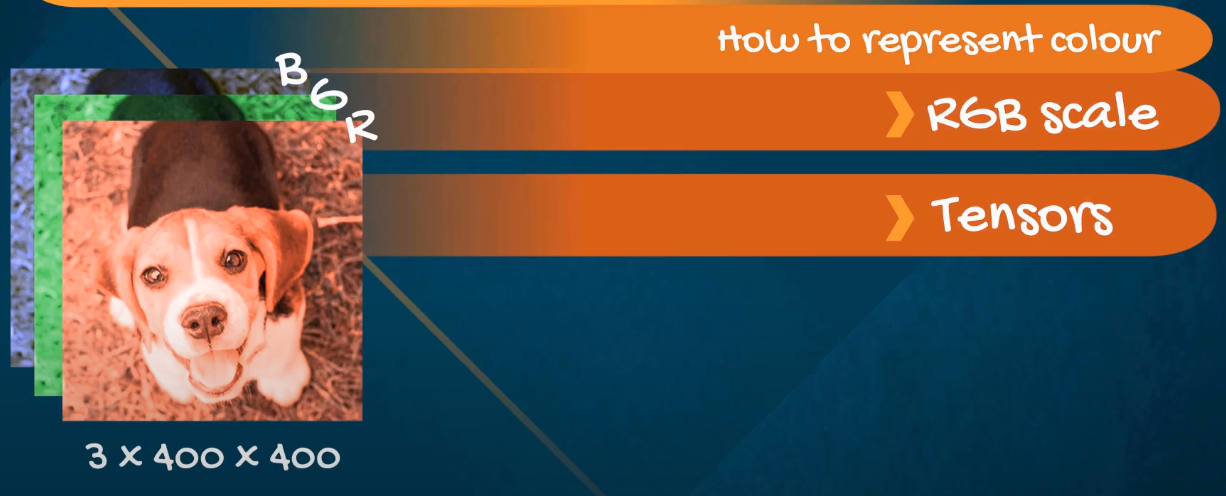 How to represent colour
RGB scale
Tensors
B
G
R
3 x 400 x 400